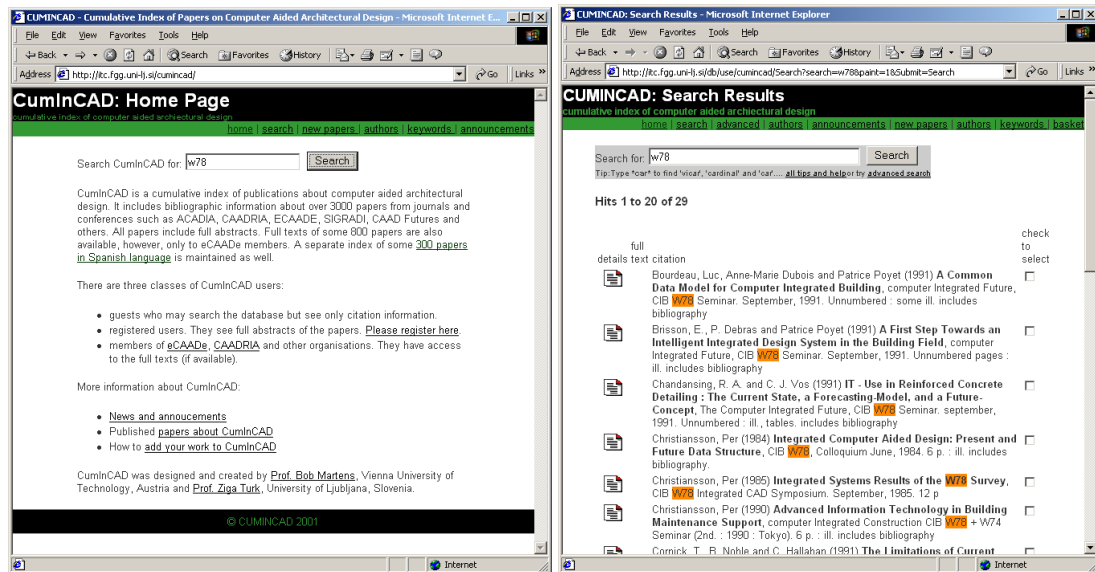 CUMINCAD - Cumulative Index of Papers on Computer Aided Architectural Design - Microsoft Internet E...
File Edit View Favorites Tools Help
Back Search Favorites History
Address http://itc.fgg.uni-lj.si/cumincad/ Go Links »
CumInCAD: Home Page
cumulative index of computer aided archiectural design
home | search | new papers | authors | keywords | announcements
Search CumInCAD for: w78 Search
CumInCAD is a cumulative index of publications about computer aided architectural
design. It includes bibliographic information about over 3000 papers from journals and
conferences such as ACADIA, CAADRIA, ECAADE, SIGRADI, CAAD Futures and
others. All papers include full abstracts. Full texts of some 800 papers are also
available, however, only to eCAADe members. A separate index of some 300 papers
in Spanish language is maintained as well.
There are three classes of CumInCAD users:
• guests who may search the database but see only citation information.
• registered users. They see full abstracts of the papers. Please register here.
• members of eCAADe, CAADRIA and other organisations. They have access
to the full texts (if available).
More information about CumInCAD:
• News and annoucements
• Published papers about CumInCAD
• How to add your work to CumInCAD
CumInCAD was designed and created by Prof. Bob Martens, Vienna University of
Technology, Austria and Prof. Ziga Turk, University of Ljubljana, Slovenia.
© CUMINCAD 2001
Internet
CUMINCAD: Search Results - Microsoft Internet Explorer
File Edit View Favorites Tools Help
Back Search Favorites History
Address http://itc.fgg.uni-lj.si/db/use/cumincad/Search?search=w78&paint=1&Submit=Search Go Links »
CUMINCAD: Search Results
cumulative index of computer aided architectural design
home | search | advanced | authors | announcements | new papers | authors | keywords | basket
Search for: w78 Search
Tip:Type *car* to find 'vicar', 'cardinal' and 'car'.... all tips and helpor try advanced search
Hits 1 to 20 of 29
check
full to
details text citation select
Bourdeau, Luc, Anne-Marie Dubois and Patrice Poyet (1991) A Common
Data Model for Computer Integrated Building, computer Integrated Future,
CIB W78 Seminar. September, 1991. Unnumbered : some ill. includes
bibliography
Brisson, E., P. Debras and Patrice Poyet (1991) A First Step Towards an
Intelligent Integrated Design System in the Building Field, computer
Integrated Future, CIB W78 Seminar. September, 1991. Unnumbered pages :
ill. includes bibliography
Chandansing, R. A. and C. J. Vos (1991) IT - Use in Reinforced Concrete
Detailing : The Current State, a Forecasting-Model, and a Future-
Concept, The Computer Integrated Future, CIB W78 Seminar. september,
1991. Unnumbered : ill., tables. includes bibliography
Christiansson, Per (1984) Integrated Computer Aided Design: Present and
Future Data Structure, CIB W78, Colloquium June, 1984. 6 p. : ill. includes
bibliography.
Christiansson, Per (1985) Integrated Systems Results of the W78 Survey,
CIB W78 Integrated CAD Symposium. September, 1985. 12 p
Christiansson, Per (1990) Advanced Information Technology in Building
Maintenance Support, computer Integrated Construction CIB W78 + W74
Seminar (2nd. : 1990 : Tokyo). 6 p. : ill. includes bibliography
Cornick, T., B. Noble and C. Hallahan (1991) The Limitations of Current
Internet